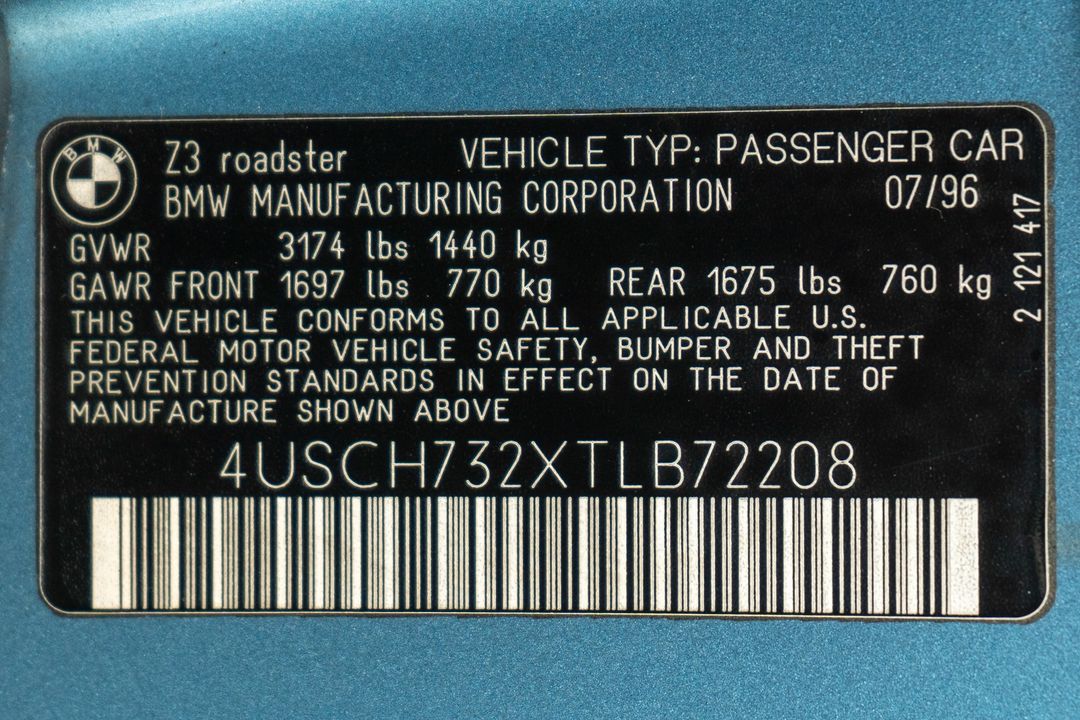 BMW
Z3 roadster VEHICLE TYP: PASSENGER CAR
BMW MANUFACTURING CORPORATION 07/96
GVWR 3174 lbs 1440 kg
GAWR FRONT 1697 lbs 770 kg REAR 1675 lbs 760 kg
THIS VEHICLE CONFORMS TO ALL APPLICABLE U.S.
FEDERAL MOTOR VEHICLE SAFETY, BUMPER AND THEFT
PREVENTION STANDARDS IN EFFECT ON THE DATE OF
MANUFACTURE SHOWN ABOVE
4USCH732XTLB72208
2 121 417